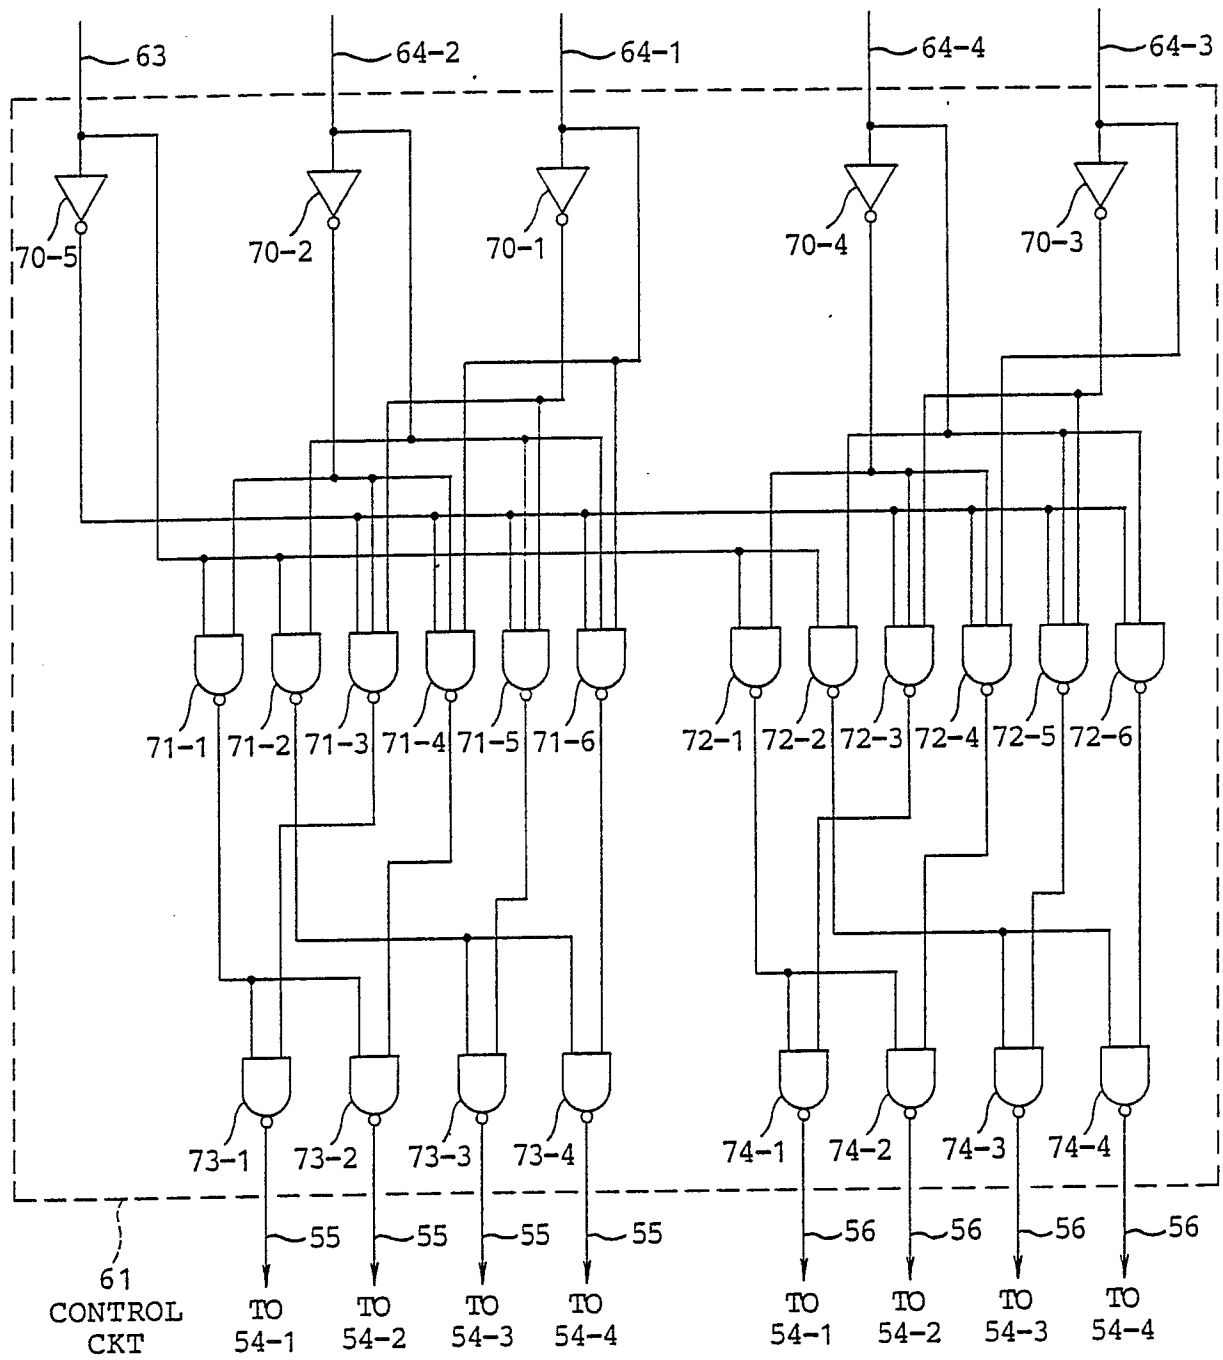 63 64-2 64-1 64-4 64-3
70-5 70-2 70-1 70-4 70-3
71-1 71-2 71-3 71-4 71-5 71-6 72-1 72-2 72-3 72-4 72-5 72-6
73-1 73-2 73-3 73-4 74-1 74-2 74-3 74-4
55 55 55 55 56 56 56 56
61
CONTROL
CKT
TO TO TO TO TO TO TO TO
54-1 54-2 54-3 54-4 54-1 54-2 54-3 54-4